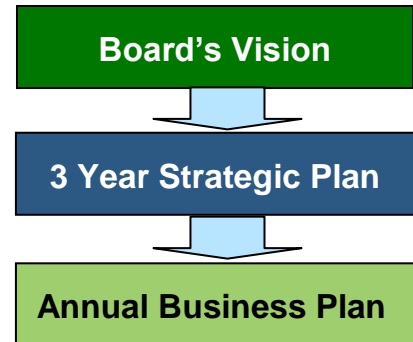 Board’s Vision
3 Year Strategic Plan
Annual Business Plan